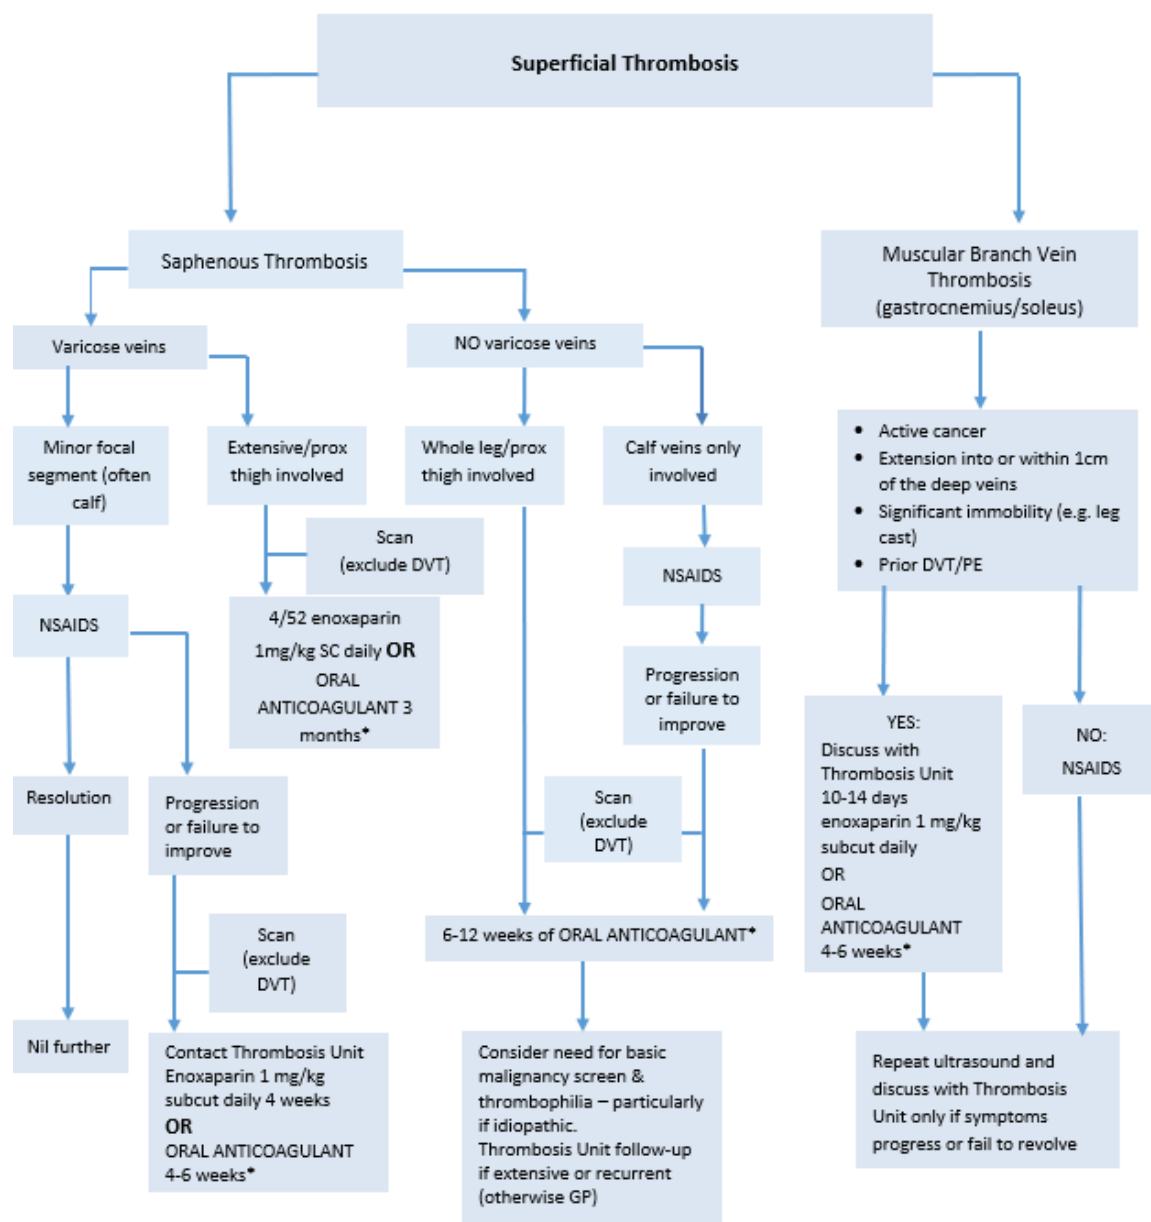 Superficial Thrombosis
Saphenous Thrombosis
Muscular Branch Vein
Thrombosis
(gastrocnemius/soleus)
Varicose veins
NO varicose veins
Minor focal
segment (often
calf)
Extensive/prox
thigh involved
Whole leg/prox
thigh involved
Calf veins only
involved
• Active cancer
• Extension into or within 1cm
of the deep veins
• Significant immobility (e.g. leg
cast)
• Prior DVT/PE
Scan
(exclude DVT)
NSAIDS
NSAIDS
4/52 enoxaparin
1mg/kg SC daily OR
ORAL
ANTICOAGULANT 3
months*
Progression
or failure to
improve
YES:
Discuss with
Thrombosis Unit
10-14 days
enoxaparin 1 mg/kg
subcut daily
OR
ORAL
ANTICOAGULANT
4-6 weeks*
NO:
NSAIDS
Resolution
Progression
or failure to
improve
Scan
(exclude
DVT)
Scan
(exclude
DVT)
6-12 weeks of ORAL ANTICOAGULANT*
Nil further
Contact Thrombosis Unit
Enoxaparin 1 mg/kg
subcut daily 4 weeks
OR
ORAL ANTICOAGULANT
4-6 weeks*
Consider need for basic
malignancy screen &
thrombophilia – particularly
if idiopathic.
Thrombosis Unit follow-up
if extensive or recurrent
(otherwise GP)
Repeat ultrasound and
discuss with Thrombosis
Unit only if symptoms
progress or fail to revolve